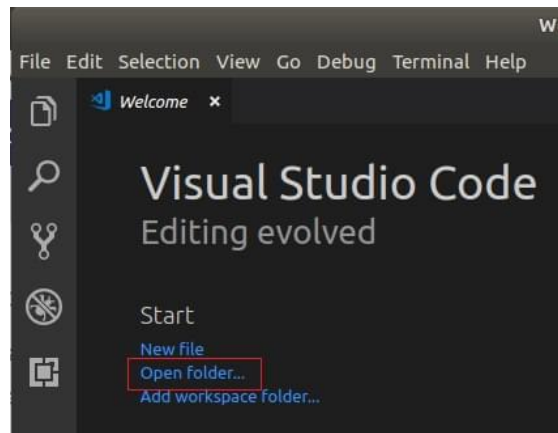 W
File Edit Selection View Go Debug Terminal Help
Welcome ×
Visual Studio Code
Editing evolved
Start
New file
Open folder...
Add workspace folder...